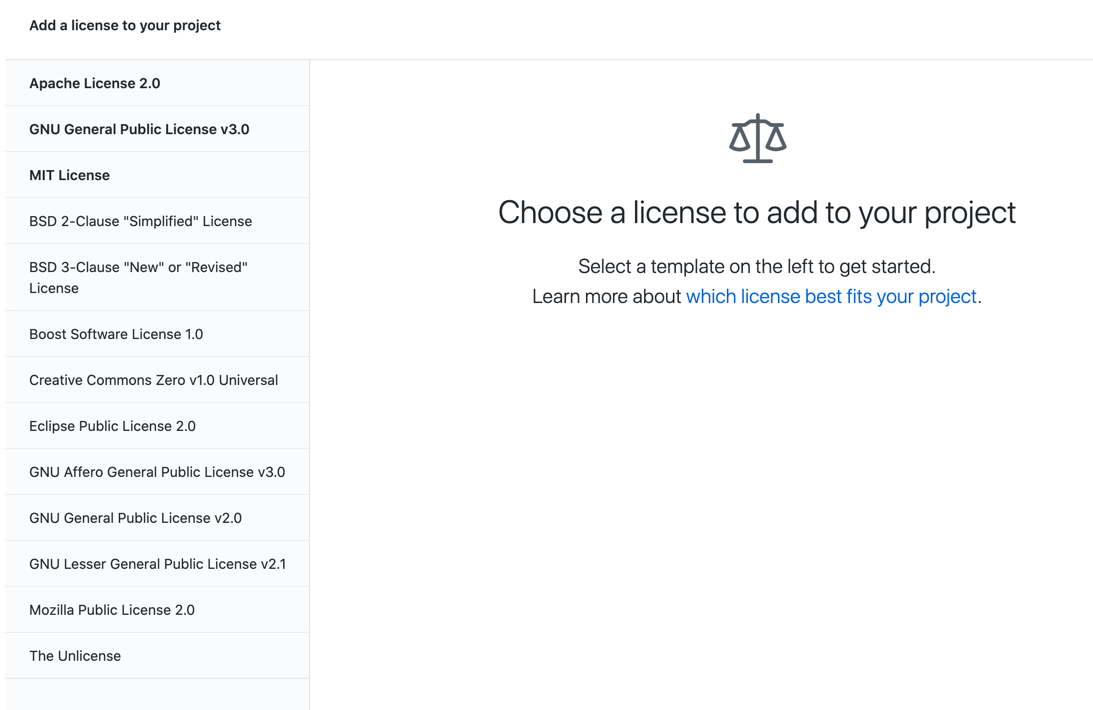 Add a license to your project
Apache License 2.0
GNU General Public License v3.0
MIT License
BSD 2-Clause "Simplified" License
BSD 3-Clause "New" or "Revised"
License
Boost Software License 1.0
Creative Commons Zero v1.0 Universal
Eclipse Public License 2.0
GNU Affero General Public License v3.0
GNU General Public License v2.0
GNU Lesser General Public License v2.1
Mozilla Public License 2.0
The Unlicense
Choose a license to add to your project
Select a template on the left to get started.
Learn more about which license best fits your project.